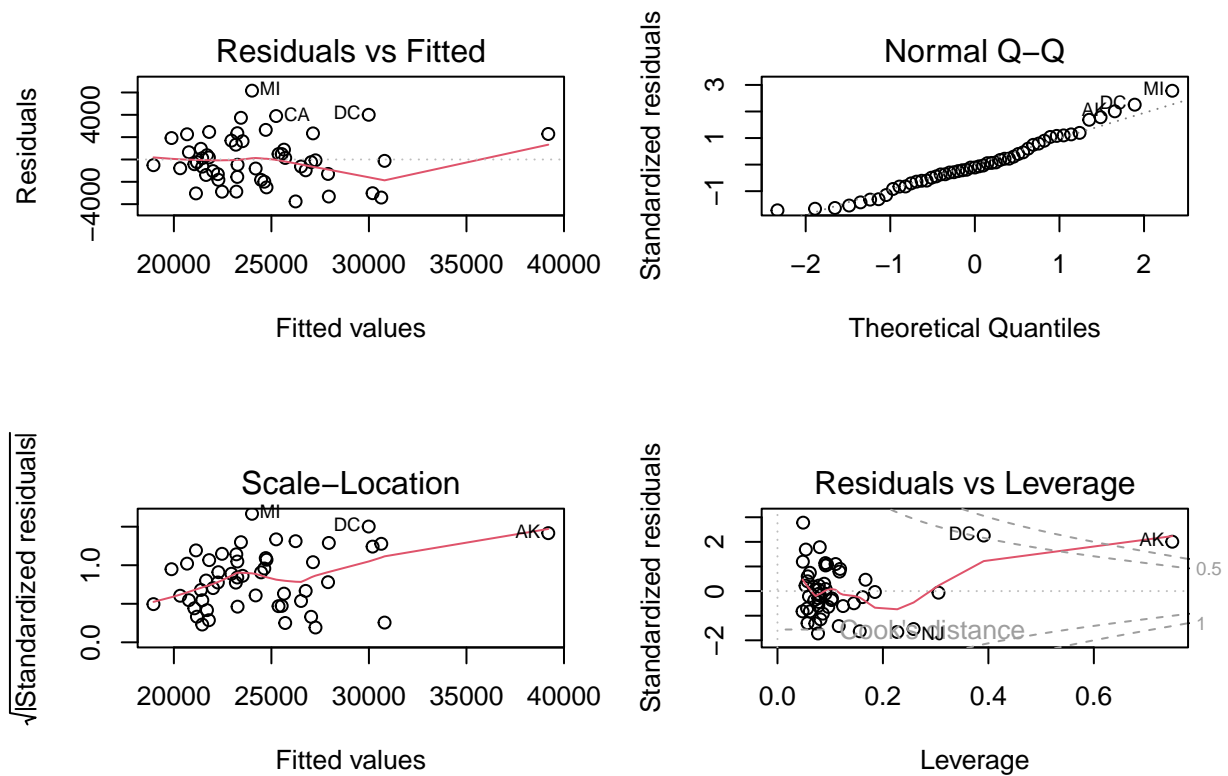 Residuals vs Fitted
Residuals
4000
−4000
MI
CA
DC
20000 25000 30000 35000 40000
Fitted values
Normal Q−Q
Standardized residuals
3
1
−1
AK
DC
MI
−2 −1 0 1 2
Theoretical Quantiles
Scale−Location
√|Standardized residuals|
1.0
0.0
MI
DC
AK
20000 25000 30000 35000 40000
Fitted values
Residuals vs Leverage
Standardized residuals
2
0
−2
DC
AK
NJ
Cook's distance
0.5
1
0.0 0.2 0.4 0.6
Leverage